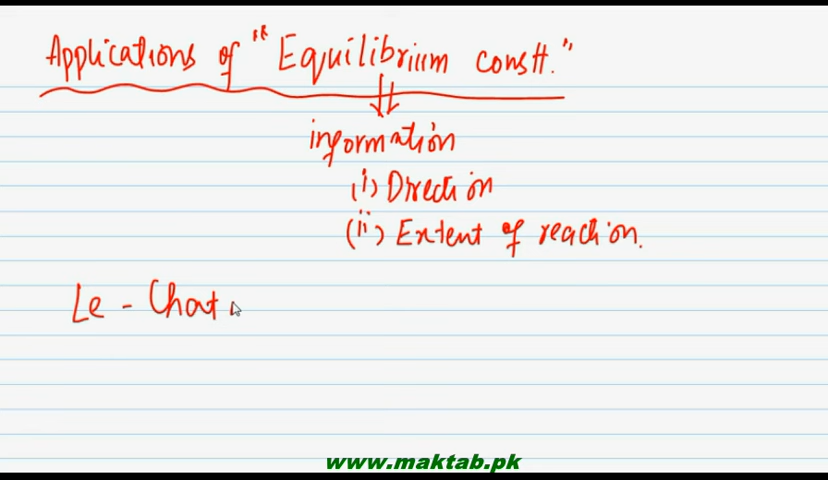 Applications of "Equilibrium constt."
information
(i) Direction
(ii) Extent of reaction.
Le - Chat
www.maktab.pk